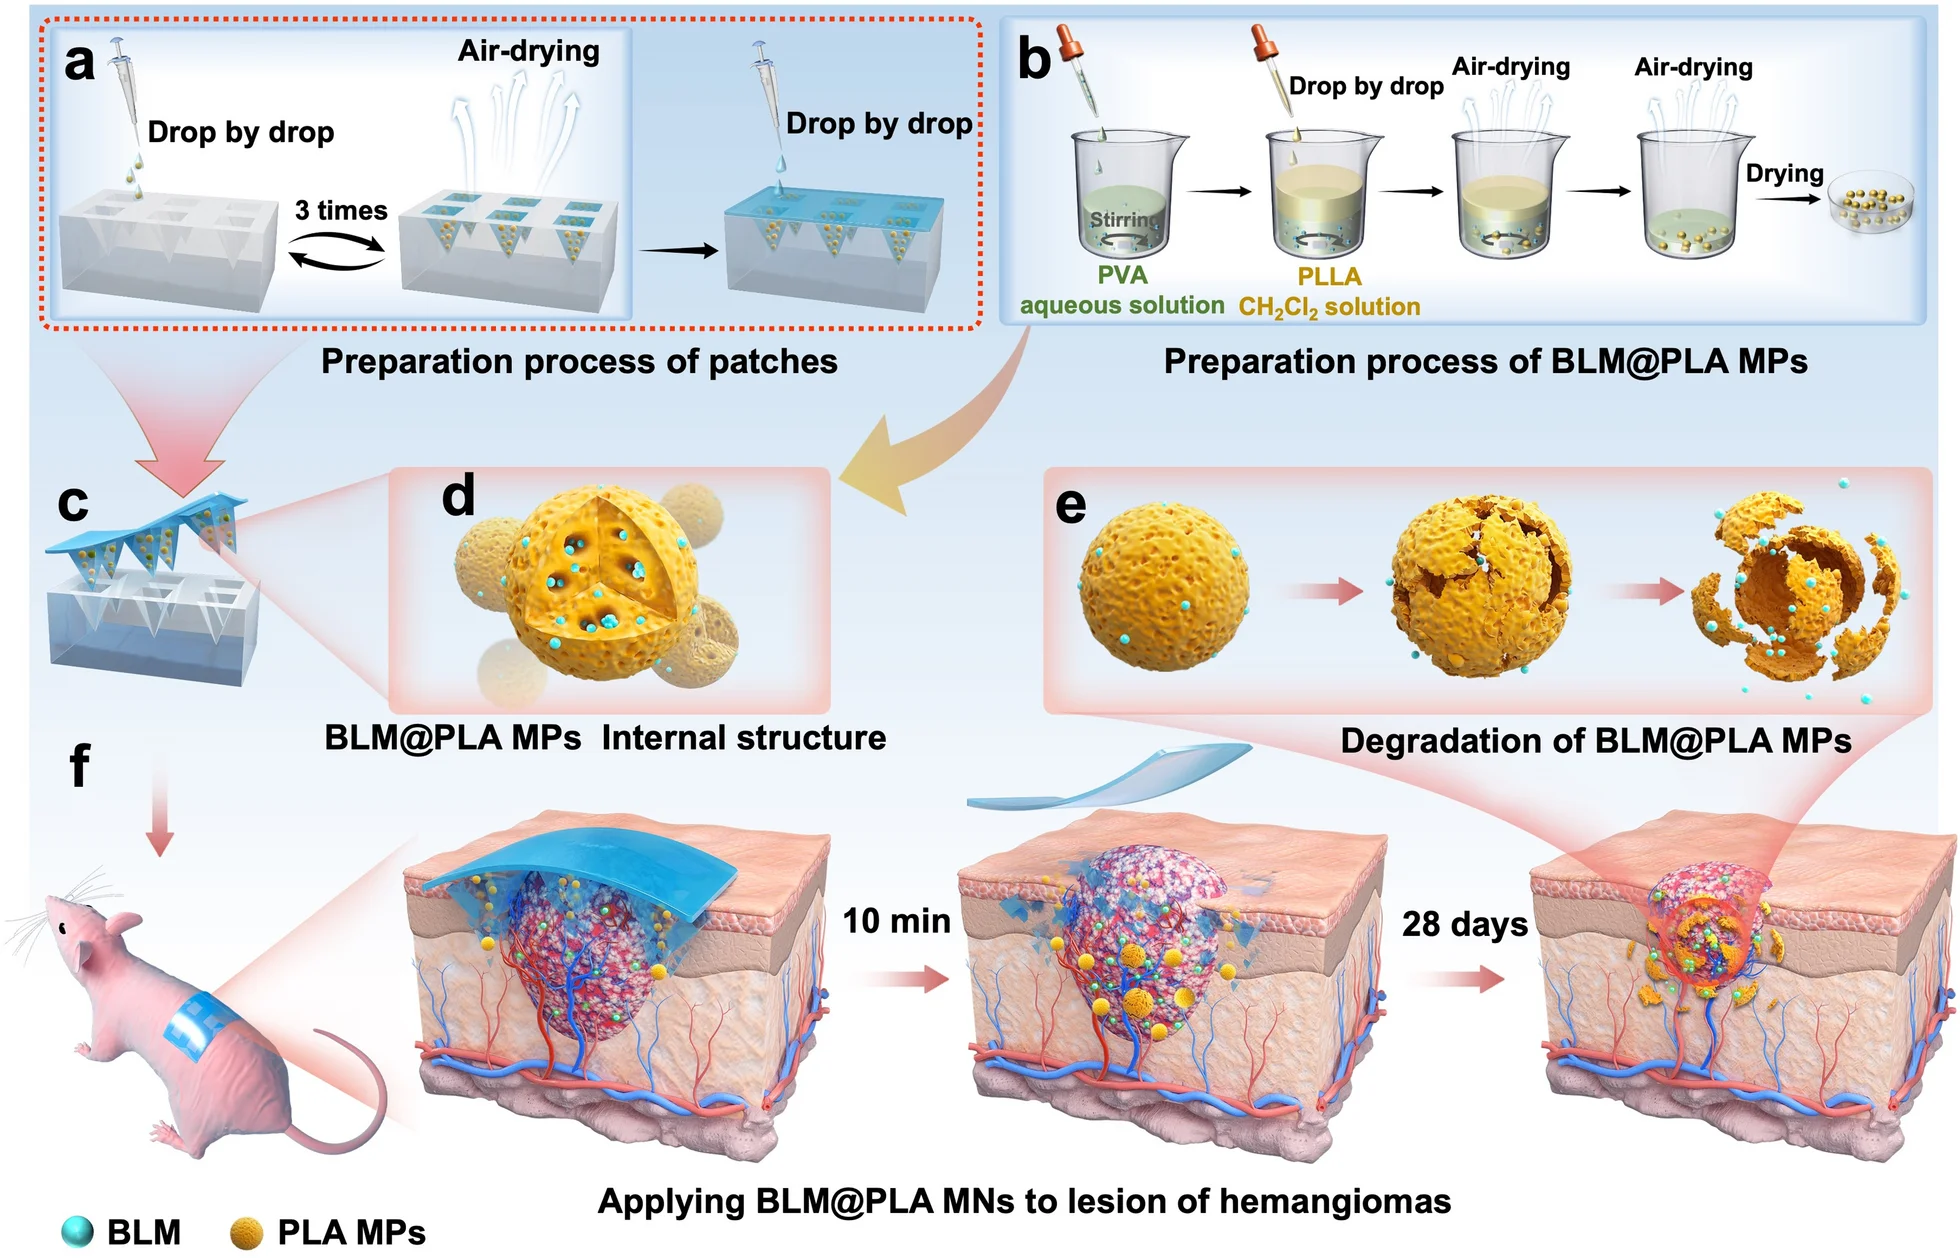 a
Drop by drop
Air-drying
3 times
Drop by drop
Preparation process of patches
b
Drop by drop
Air-drying
Air-drying
Stirring
Drying
PVA
aqueous solution
PLLA
CH₂Cl₂ solution
Preparation process of BLM@PLA MPs
c
d
BLM@PLA MPs Internal structure
e
Degradation of BLM@PLA MPs
f
10 min
28 days
Applying BLM@PLA MNs to lesion of hemangiomas
BLM
PLA MPs